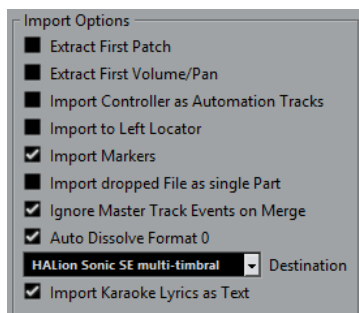 Import Options
Extract First Patch
Extract First Volume/Pan
Import Controller as Automation Tracks
Import to Left Locator
Import Markers
Import dropped File as single Part
Ignore Master Track Events on Merge
Auto Dissolve Format 0
HALion Sonic SE multi-timbral Destination
Import Karaoke Lyrics as Text